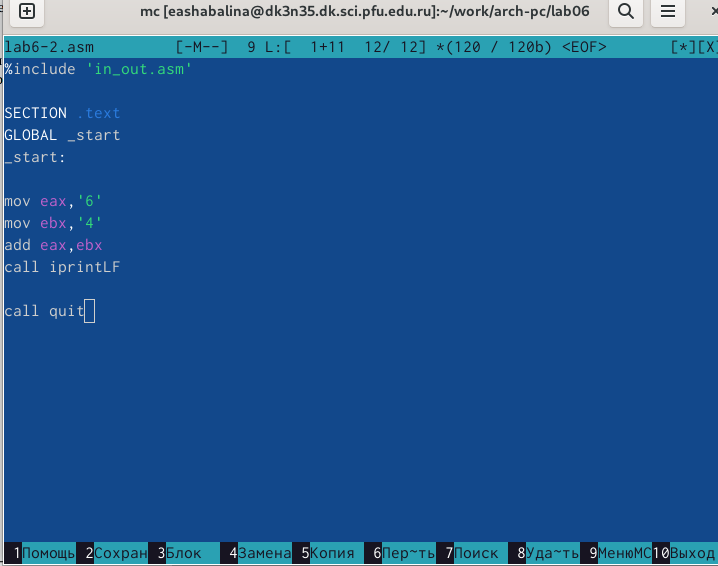 mc [eashabalina@dk3n35.dk.sci.pfu.edu.ru]:~/work/arch-pc/lab06
lab6-2.asm [-M--] 9 L:[ 1+11 12/ 12] *(120 / 120b) <EOF> [*][X]
%include 'in_out.asm'
SECTION .text
GLOBAL _start
_start:
mov eax,'6'
mov ebx,'4'
add eax,ebx
call iprintLF
call quit
1Помощь 2Сохран 3Блок 4Замена 5Копия 6Пер~ть 7Поиск 8Уда~ть 9МенюМС 10Выход